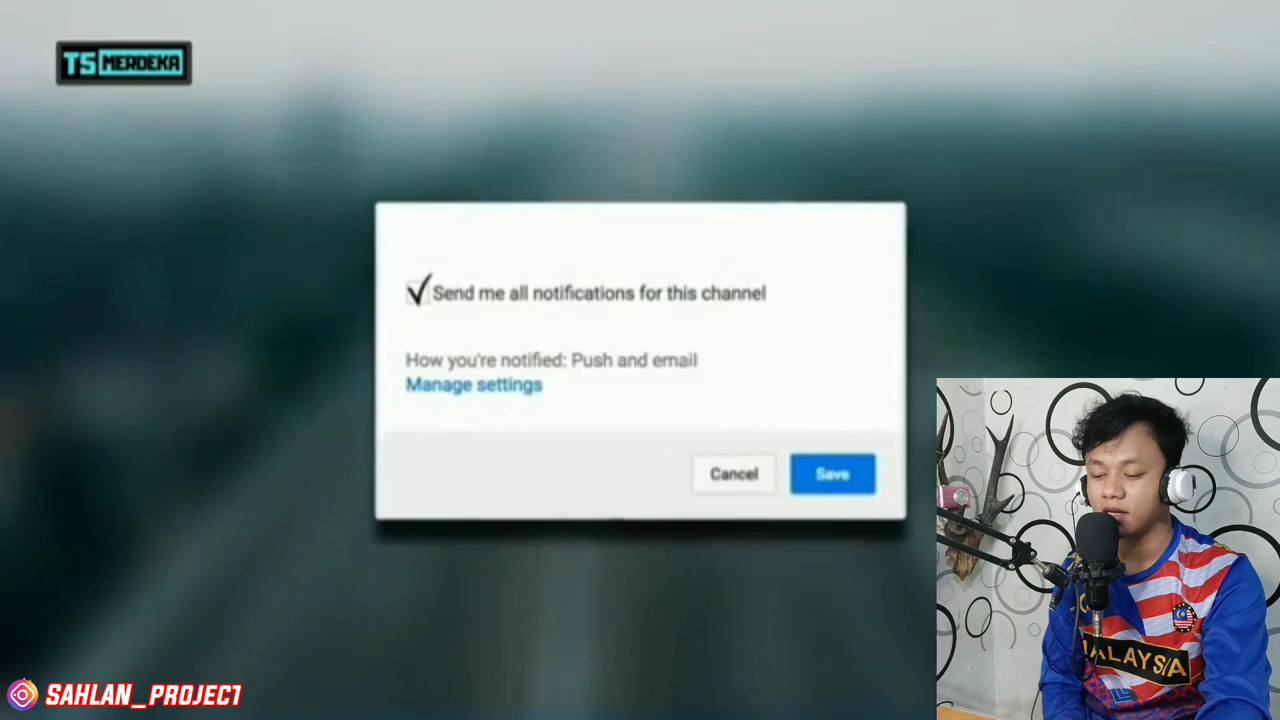 TS MERDEKA
Send me all notifications for this channel
How you're notified: Push and email
Manage settings
Cancel
Save
MALAYSIA
SAHLAN_PROJECT